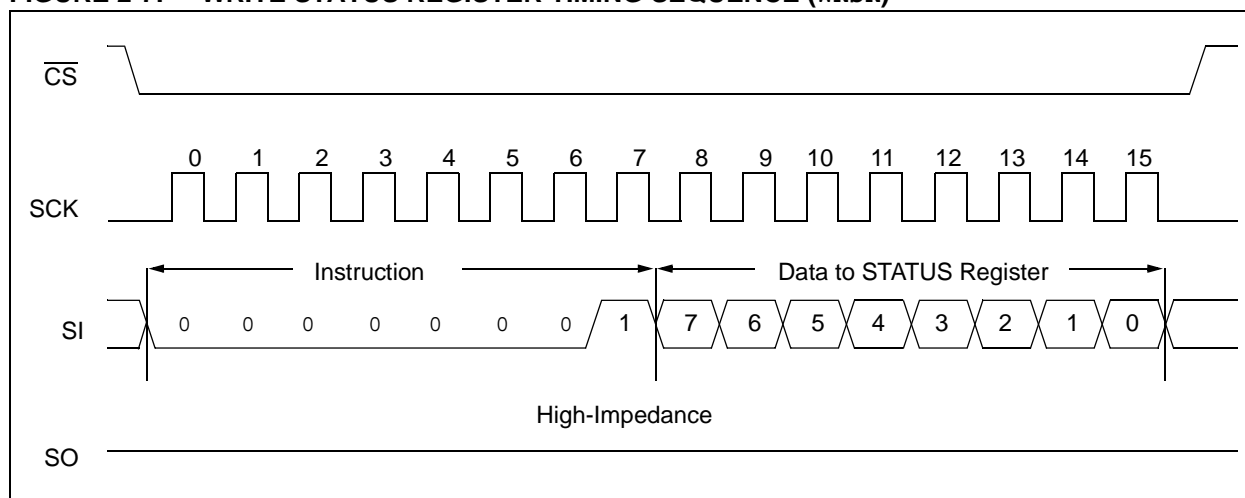 CS
0 1 2 3 4 5 6 7 8 9 10 11 12 13 14 15
SCK
Instruction Data to STATUS Register
SI 0 0 0 0 0 0 0 1 7 6 5 4 3 2 1 0
High-Impedance
SO